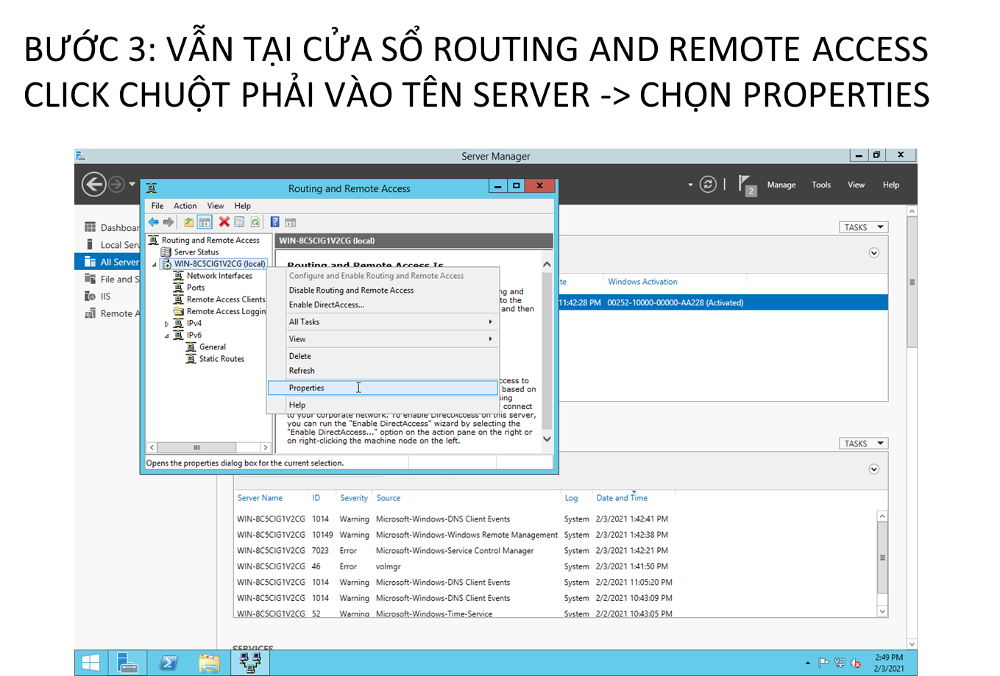 BƯỚC 3: VẪN TẠI CỬA SỔ ROUTING AND REMOTE ACCESS
CLICK CHUỘT PHẢI VÀO TÊN SERVER -> CHỌN PROPERTIES
Server Manager
2
Manage Tools View Help
Routing and Remote Access
File Action View Help
Routing and Remote Access
Server Status
WIN-8C5CIG1V2CG (local)
Network Interfaces
Ports
Remote Access Clients
Remote Access Loggin
IPv4
IPv6
General
Static Routes
WIN-8C5CIG1V2CG (local)
Routing and Remote Access Is
ng and
to the
and then
Configure and Enable Routing and Remote Access
Disable Routing and Remote Access
Enable DirectAccess...
All Tasks
View
Delete
Refresh
Properties
Help
ccess to
based on
sing
connect
to your corporate network. To enable DirectAccess on this server,
you can run the "Enable DirectAccess" wizard by selecting the
"Enable DirectAccess..." option on the action pane on the right or
on right-clicking the machine node on the left.
Opens the properties dialog box for the current selection.
Dashboar
Local Serv
All Server
File and S
IIS
Remote A
TASKS
te Windows Activation
11:42:28 PM 00252-10000-00000-AA228 (Activated)
TASKS
Server Name ID Severity Source Log Date and Time
WIN-8C5CIG1V2CG 1014 Warning Microsoft-Windows-DNS Client Events System 2/3/2021 1:42:41 PM
WIN-8C5CIG1V2CG 10149 Warning Microsoft-Windows-Windows Remote Management System 2/3/2021 1:42:38 PM
WIN-8C5CIG1V2CG 7023 Error Microsoft-Windows-Service Control Manager System 2/3/2021 1:42:21 PM
WIN-8C5CIG1V2CG 46 Error volmgr System 2/3/2021 1:41:50 PM
WIN-8C5CIG1V2CG 1014 Warning Microsoft-Windows-DNS Client Events System 2/2/2021 11:05:20 PM
WIN-8C5CIG1V2CG 1014 Warning Microsoft-Windows-DNS Client Events System 2/2/2021 10:43:09 PM
WIN-8C5CIG1V2CG 52 Warning Microsoft-Windows-Time-Service System 2/2/2021 10:43:05 PM
SERVICES
2:49 PM
2/3/2021